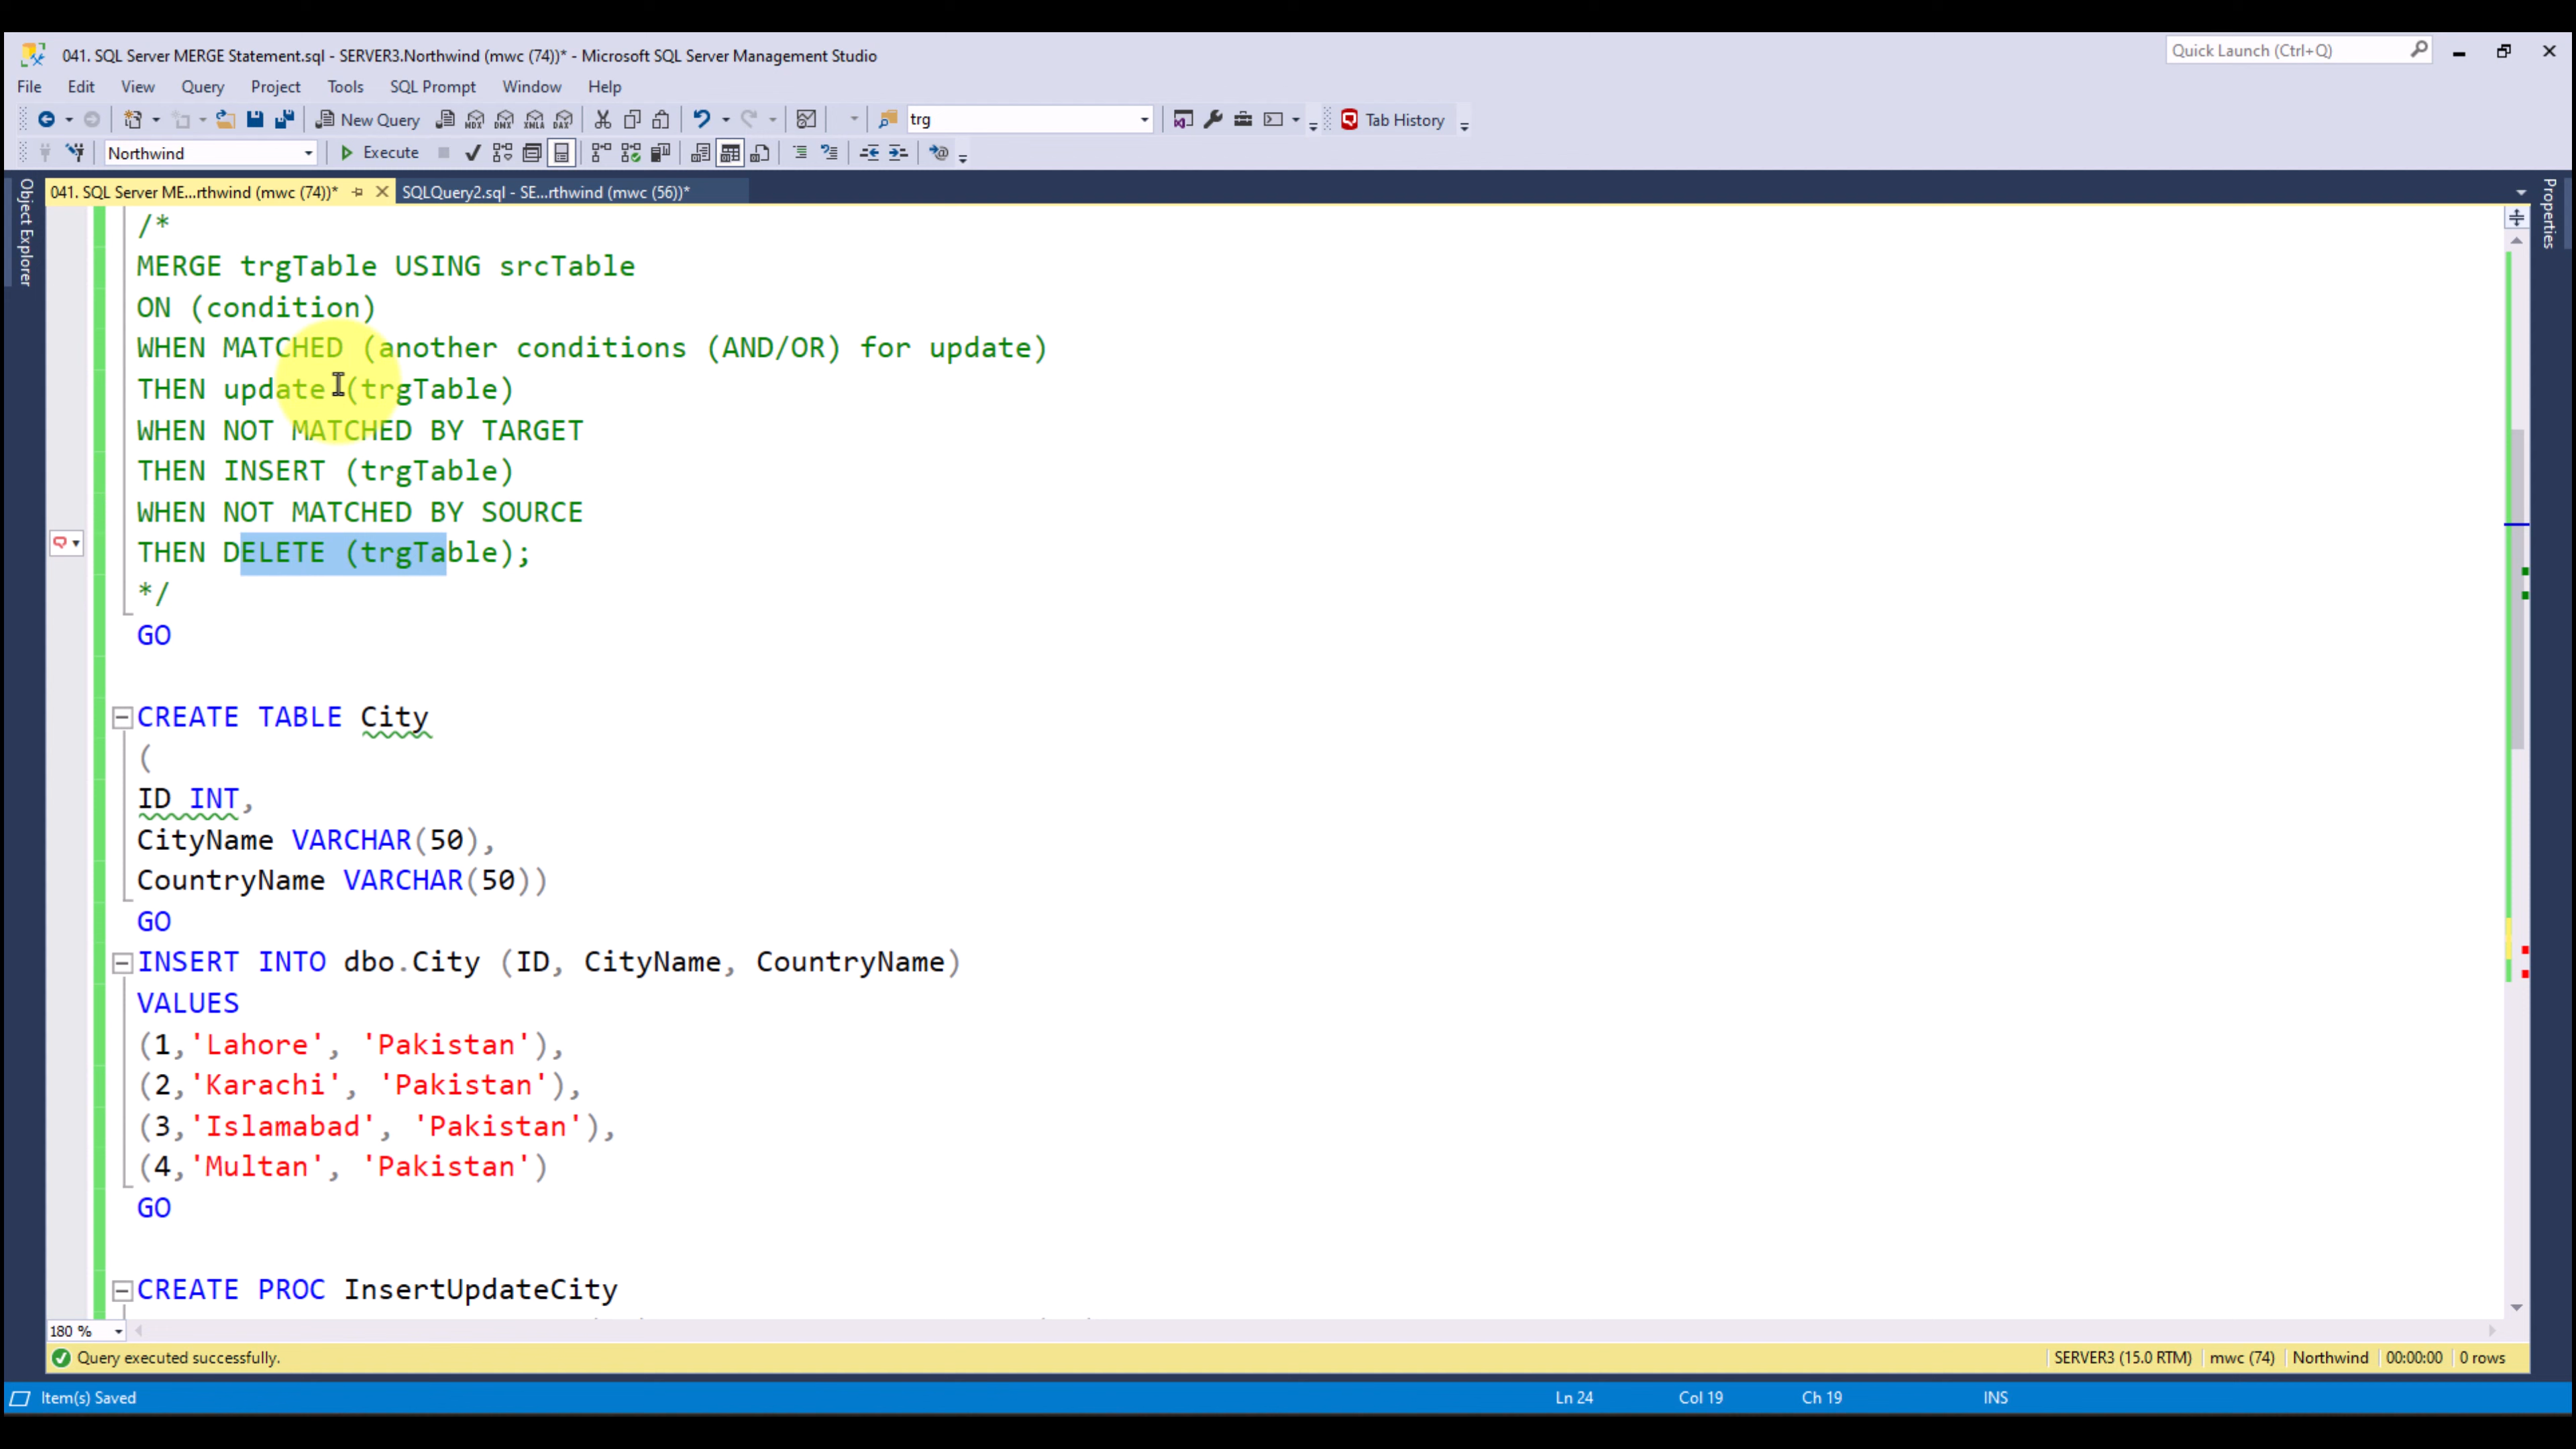 041. SQL Server MERGE Statement.sql - SERVER3.Northwind (mwc (74))* - Microsoft SQL Server Management Studio
Quick Launch (Ctrl+Q)
File Edit View Query Project Tools SQL Prompt Window Help
New Query MDX DMX XMLA DAX trg Tab History
Northwind Execute
041. SQL Server ME...rthwind (mwc (74))* SQLQuery2.sql - SE...rthwind (mwc (56))*
Object Explorer
Properties
/*
MERGE trgTable USING srcTable
ON (condition)
WHEN MATCHED (another conditions (AND/OR) for update)
THEN update (trgTable)
WHEN NOT MATCHED BY TARGET
THEN INSERT (trgTable)
WHEN NOT MATCHED BY SOURCE
THEN DELETE (trgTable);
*/
GO
CREATE TABLE City
(
ID INT,
CityName VARCHAR(50),
CountryName VARCHAR(50))
GO
INSERT INTO dbo.City (ID, CityName, CountryName)
VALUES
(1,'Lahore', 'Pakistan'),
(2,'Karachi', 'Pakistan'),
(3,'Islamabad', 'Pakistan'),
(4,'Multan', 'Pakistan')
GO
CREATE PROC InsertUpdateCity
180 %
Query executed successfully. SERVER3 (15.0 RTM) mwc (74) Northwind 00:00:00 0 rows
Item(s) Saved Ln 24 Col 19 Ch 19 INS